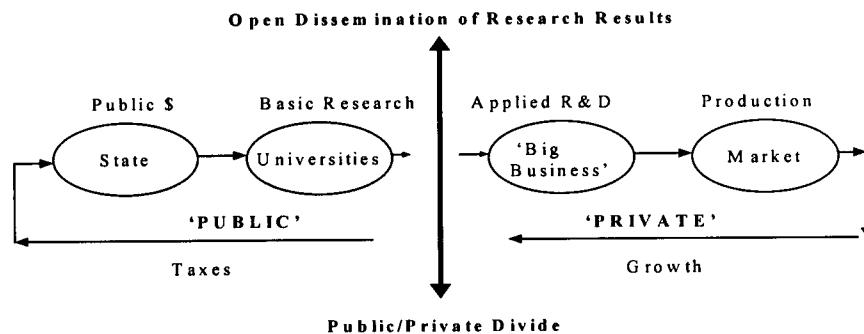 Open Dissemination of Research Results
Public $
Basic Research
Applied R & D
Production
State
Universities
'Big
Business'
Market
'PUBLIC'
'PRIVATE'
Taxes
Growth
Public/Private Divide